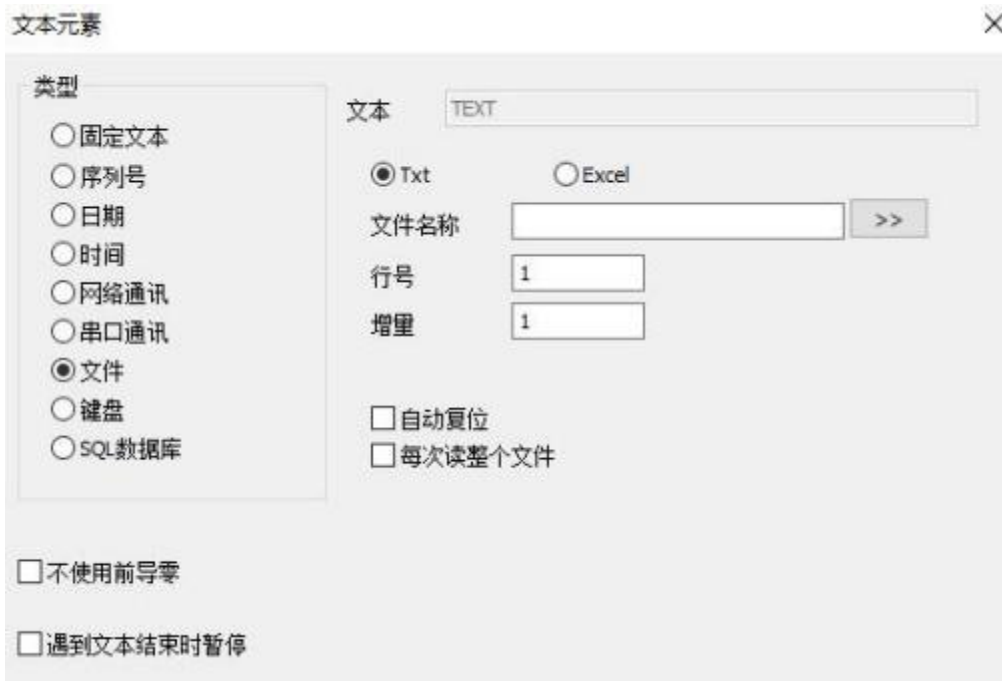 文本元素
类型
固定文本
序列号
日期
时间
网络通讯
串口通讯
文件
键盘
SQL数据库
文本 TEXT
Txt Excel
文件名称 >>
行号 1
增量 1
自动复位
每次读整个文件
不使用前导零
遇到文本结束时暂停